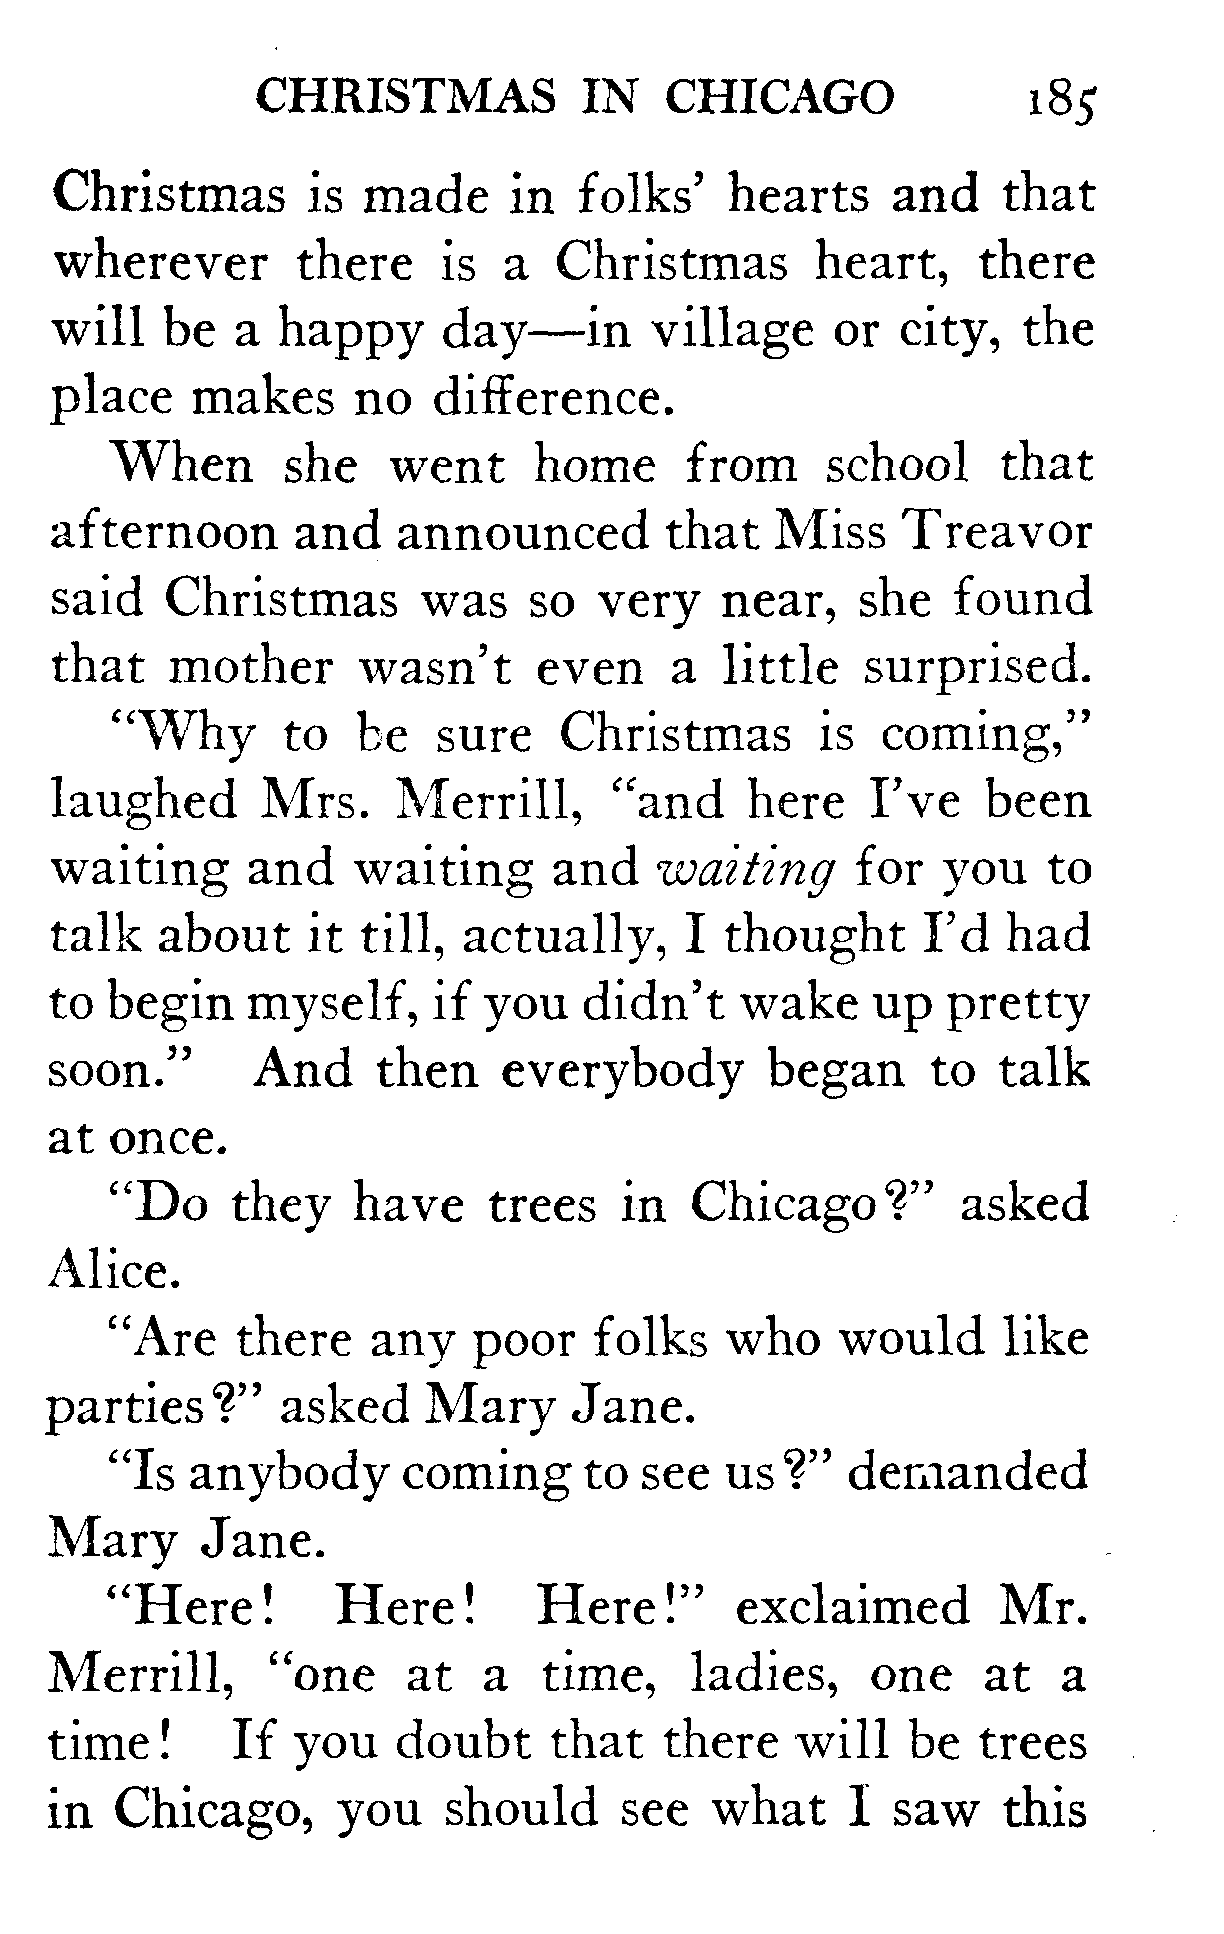 CHRISTMAS IN CHICAGO 185
Christmas is made in folks' hearts and that
wherever there is a Christmas heart, there
will be a happy day—in village or city, the
place makes no difference.
When she went home from school that
afternoon and announced that Miss Treavor
said Christmas was so very near, she found
that mother wasn't even a little surprised.
"Why to be sure Christmas is coming,"
laughed Mrs. Merrill, "and here I've been
waiting and waiting and waiting for you to
talk about it till, actually, I thought I'd had
to begin myself, if you didn't wake up pretty
soon." And then everybody began to talk
at once.
"Do they have trees in Chicago?" asked
Alice.
"Are there any poor folks who would like
parties?" asked Mary Jane.
"Is anybody coming to see us?" demanded
Mary Jane.
"Here! Here! Here!" exclaimed Mr.
Merrill, "one at a time, ladies, one at a
time! If you doubt that there will be trees
in Chicago, you should see what I saw this